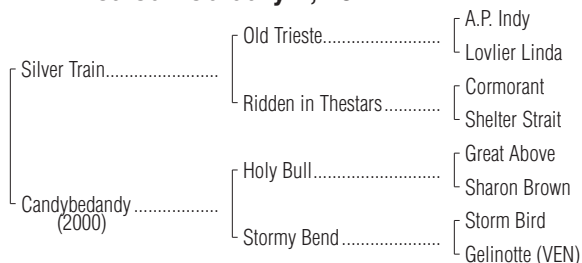 A.P. Indy
Old Trieste
Lovlier Linda
Silver Train
Cormorant
Ridden in Thestars
Shelter Strait
Great Above
Holy Bull
Sharon Brown
Candybedandy
(2000)
Storm Bird
Stormy Bend
Gelinotte (VEN)